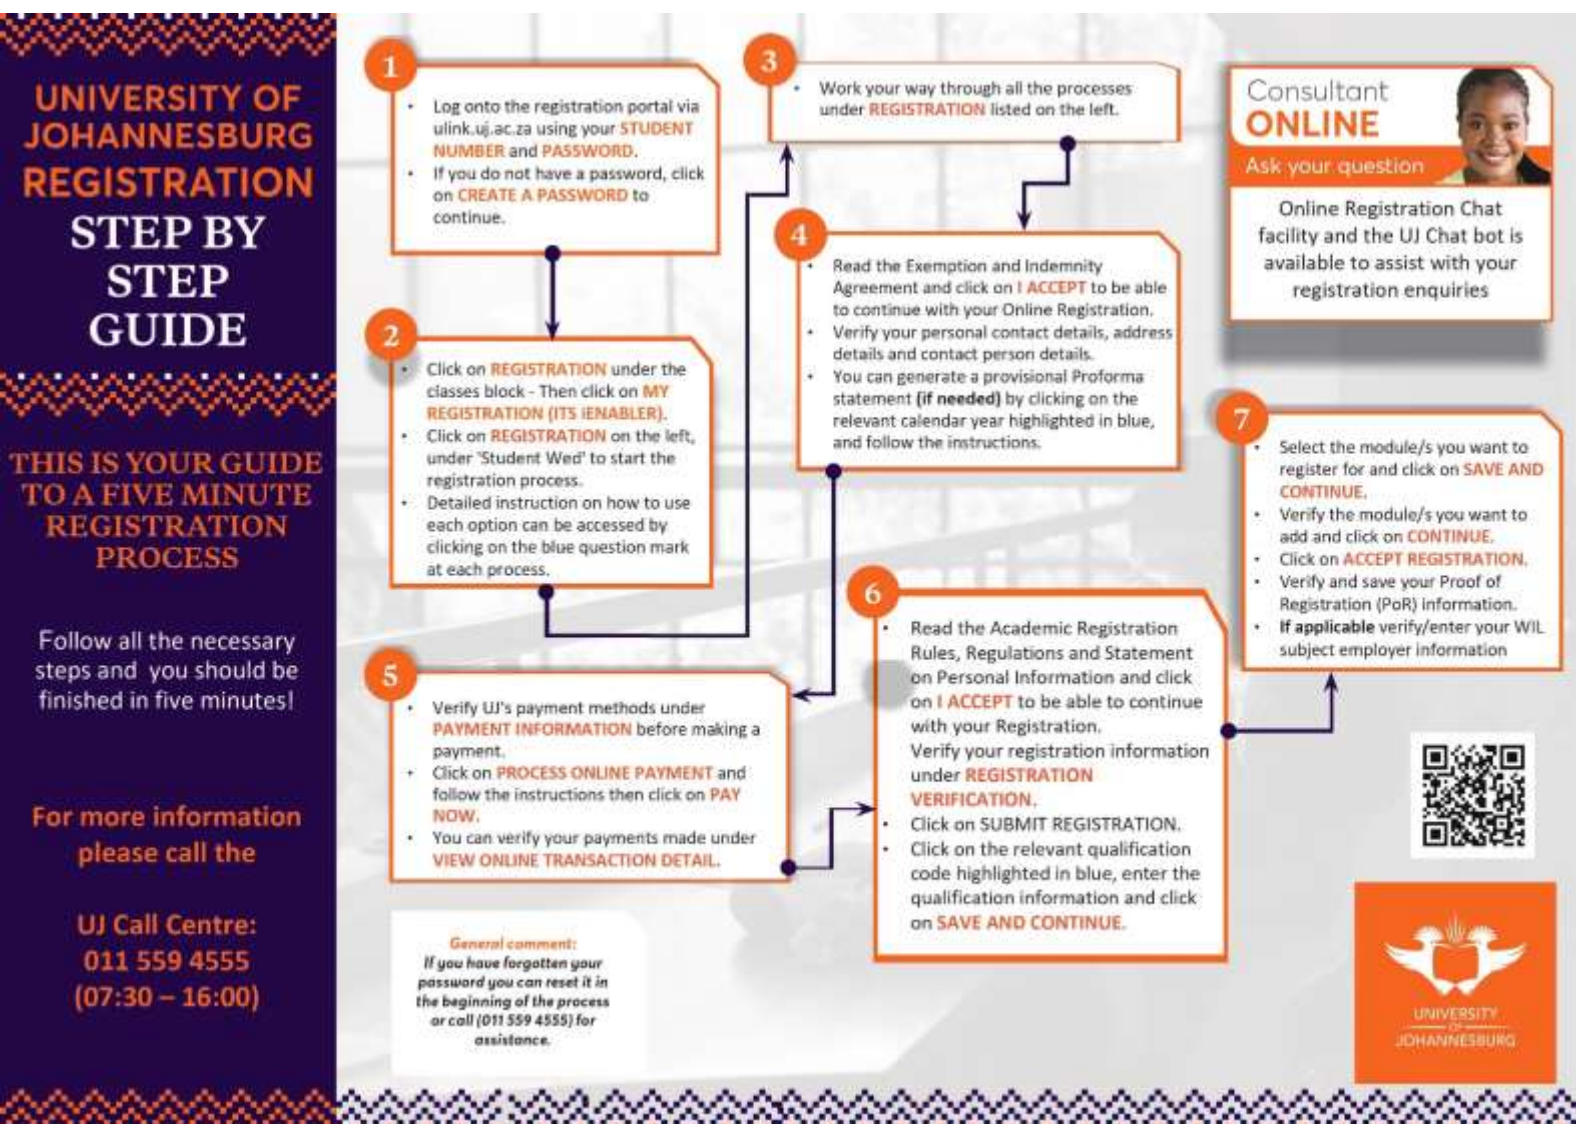 UNIVERSITY OF
JOHANNESBURG
REGISTRATION
STEP BY
STEP
GUIDE
THIS IS YOUR GUIDE
TO A FIVE MINUTE
REGISTRATION
PROCESS
Follow all the necessary
steps and you should be
finished in five minutes!
For more information
please call the
UJ Call Centre:
011 559 4555
(07:30 – 16:00)
1
• Log onto the registration portal via
ulink.uj.ac.za using your STUDENT
NUMBER and PASSWORD.
• If you do not have a password, click
on CREATE A PASSWORD to
continue.
2
• Click on REGISTRATION under the
classes block - Then click on MY
REGISTRATION (ITS iENABLER).
• Click on REGISTRATION on the left,
under 'Student Wed' to start the
registration process.
• Detailed instruction on how to use
each option can be accessed by
clicking on the blue question mark
at each process.
3
• Work your way through all the processes
under REGISTRATION listed on the left.
4
• Read the Exemption and Indemnity
Agreement and click on I ACCEPT to be able
to continue with your Online Registration.
• Verify your personal contact details, address
details and contact person details.
• You can generate a provisional Proforma
statement (if needed) by clicking on the
relevant calendar year highlighted in blue,
and follow the instructions.
5
• Verify UJ's payment methods under
PAYMENT INFORMATION before making a
payment.
• Click on PROCESS ONLINE PAYMENT and
follow the instructions then click on PAY
NOW.
• You can verify your payments made under
VIEW ONLINE TRANSACTION DETAIL.
General comment:
If you have forgotten your
password you can reset it in
the beginning of the process
or call (011 559 4555) for
assistance.
6
• Read the Academic Registration
Rules, Regulations and Statement
on Personal Information and click
on I ACCEPT to be able to continue
with your Registration.
Verify your registration information
under REGISTRATION
VERIFICATION.
• Click on SUBMIT REGISTRATION.
• Click on the relevant qualification
code highlighted in blue, enter the
qualification information and click
on SAVE AND CONTINUE.
7
• Select the module/s you want to
register for and click on SAVE AND
CONTINUE.
• Verify the module/s you want to
add and click on CONTINUE.
• Click on ACCEPT REGISTRATION.
• Verify and save your Proof of
Registration (PoR) information.
• If applicable verify/enter your WIL
subject employer information
Consultant
ONLINE
Ask your question
Online Registration Chat
facility and the UJ Chat bot is
available to assist with your
registration enquiries
UNIVERSITY
OF
JOHANNESBURG